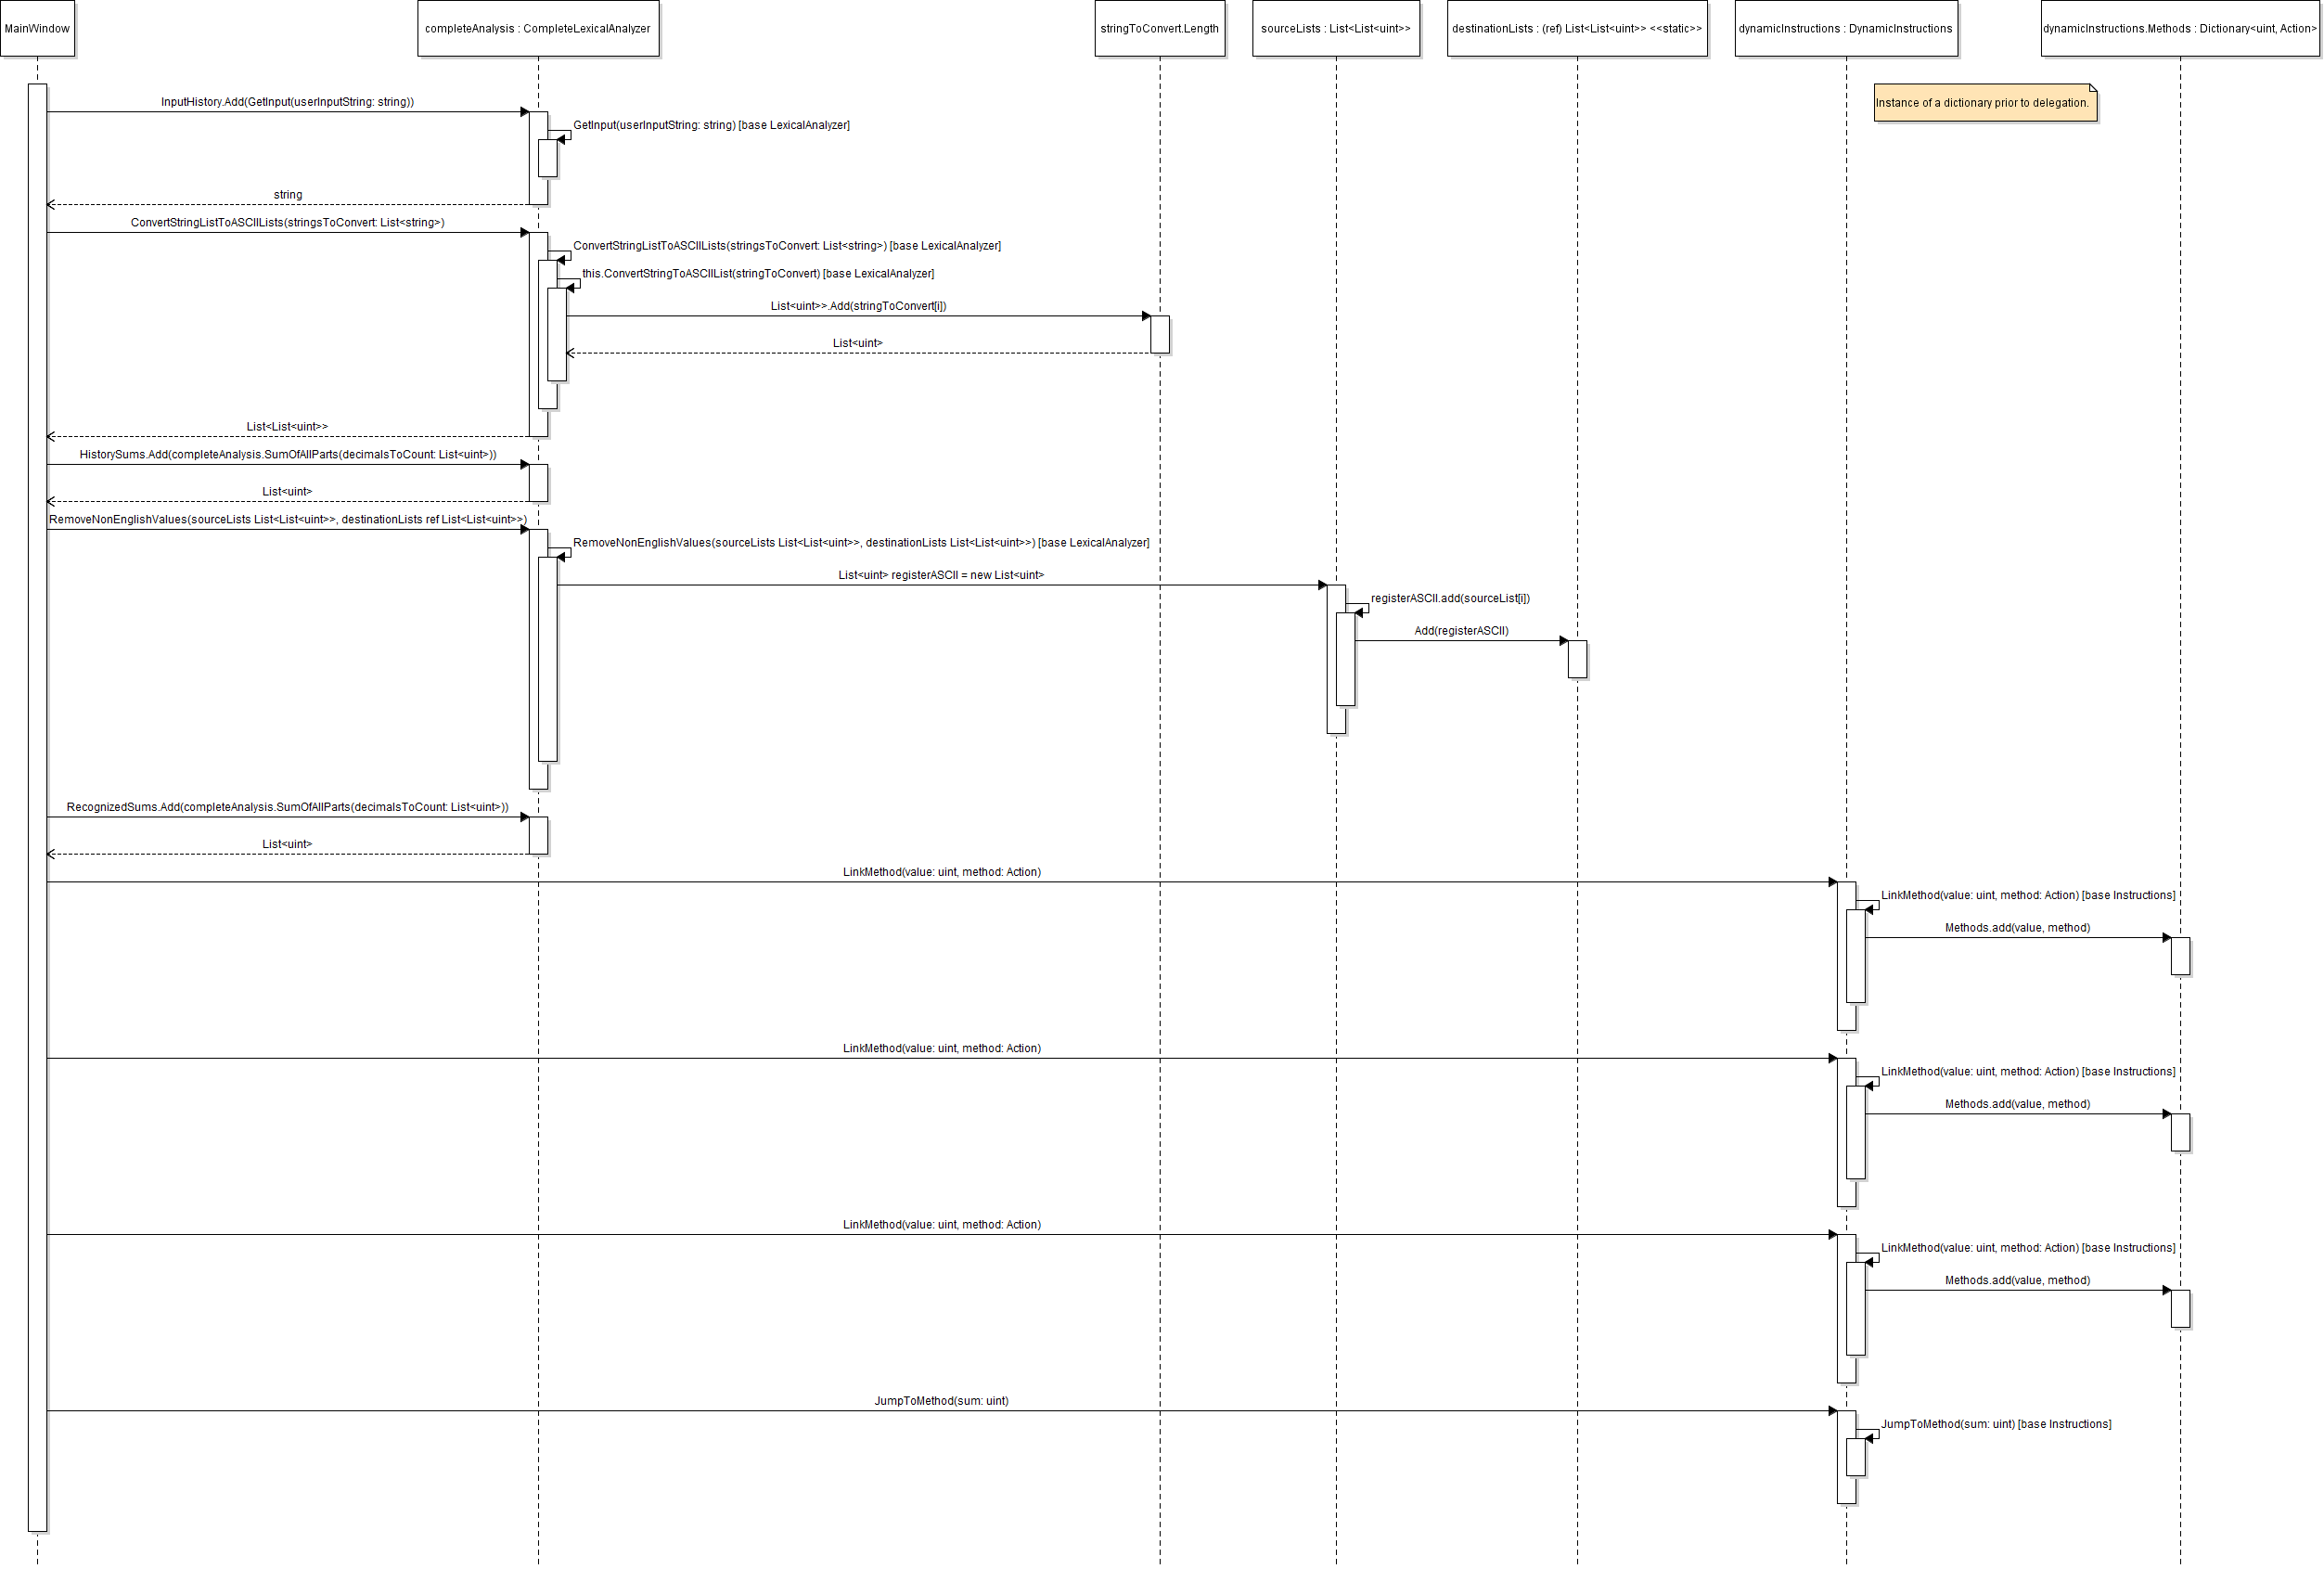 MainWindow
completeAnalysis : CompleteLexicalAnalyzer
stringToConvert.Length
sourceLists : List<List<uint>>
destinationLists : (ref) List<List<uint>> <<static>>
dynamicInstructions : DynamicInstructions
dynamicInstructions.Methods : Dictionary<uint, Action>
Instance of a dictionary prior to delegation.
InputHistory.Add(GetInput(userInputString: string))
GetInput(userInputString: string) [base LexicalAnalyzer]
string
ConvertStringListToASCIILists(stringsToConvert: List<string>)
ConvertStringListToASCIILists(stringsToConvert: List<string>) [base LexicalAnalyzer]
this.ConvertStringToASCIIList(stringToConvert) [base LexicalAnalyzer]
List<uint>>.Add(stringToConvert[i])
List<uint>
List<List<uint>>
HistorySums.Add(completeAnalysis.SumOfAllParts(decimalsToCount: List<uint>))
List<uint>
RemoveNonEnglishValues(sourceLists List<List<uint>>, destinationLists ref List<List<uint>>)
RemoveNonEnglishValues(sourceLists List<List<uint>>, destinationLists List<List<uint>>) [base LexicalAnalyzer]
List<uint> registerASCII = new List<uint>
registerASCII.add(sourceList[i])
Add(registerASCII)
RecognizedSums.Add(completeAnalysis.SumOfAllParts(decimalsToCount: List<uint>))
List<uint>
LinkMethod(value: uint, method: Action)
LinkMethod(value: uint, method: Action) [base Instructions]
Methods.add(value, method)
LinkMethod(value: uint, method: Action)
LinkMethod(value: uint, method: Action) [base Instructions]
Methods.add(value, method)
LinkMethod(value: uint, method: Action)
LinkMethod(value: uint, method: Action) [base Instructions]
Methods.add(value, method)
JumpToMethod(sum: uint)
JumpToMethod(sum: uint) [base Instructions]